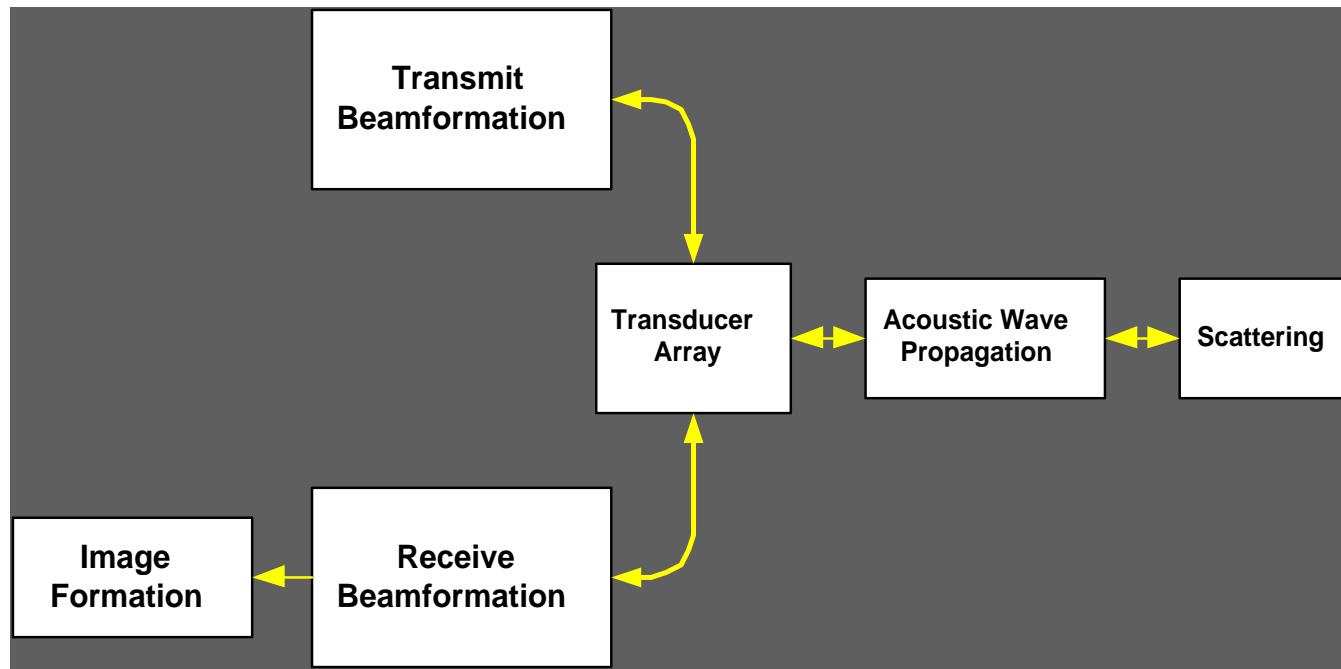 Transmit
Beamformation
Transducer
Array
Acoustic Wave
Propagation
Scattering
Image
Formation
Receive
Beamformation